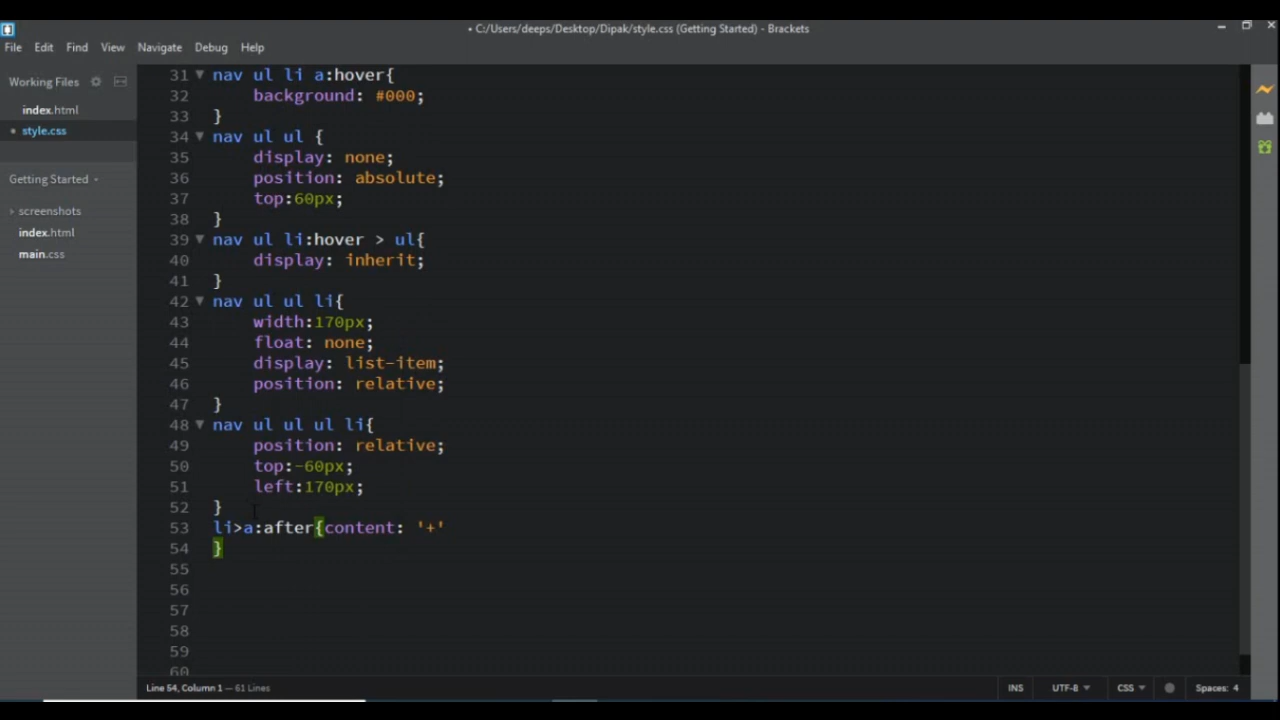 • C:/Users/deeps/Desktop/Dipak/style.css (Getting Started) - Brackets
File Edit Find View Navigate Debug Help
Working Files
index.html
• style.css
Getting Started
screenshots
index.html
main.css
31 nav ul li a:hover{
32 background: #000;
33 }
34 nav ul ul {
35 display: none;
36 position: absolute;
37 top:60px;
38 }
39 nav ul li:hover > ul{
40 display: inherit;
41 }
42 nav ul ul li{
43 width:170px;
44 float: none;
45 display: list-item;
46 position: relative;
47 }
48 nav ul ul ul li{
49 position: relative;
50 top:-60px;
51 left:170px;
52 }
53 li>a:after{content: '+'
54 }
55
56
57
58
59
60
Line 54, Column 1 — 61 Lines
INS UTF-8 CSS Spaces: 4